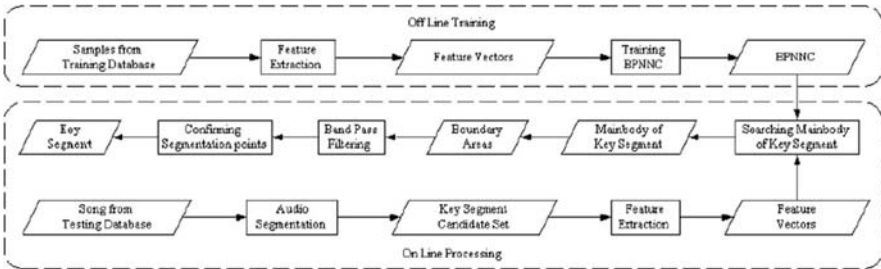 Off Line Training
Samples from
Training Database
Feature
Extraction
Feature Vectors
Training
BPNNC
BPNNC
Key
Segment
Confirming
Segmentation points
Band Pass
Filtering
Boundary
Areas
Mainbody of
Key Segment
Searching Mainbody
of Key Segment
Song from
Testing Database
Audio
Segmentation
Key Segment
Candidate Set
Feature
Extraction
Feature
Vectors
On Line Processing